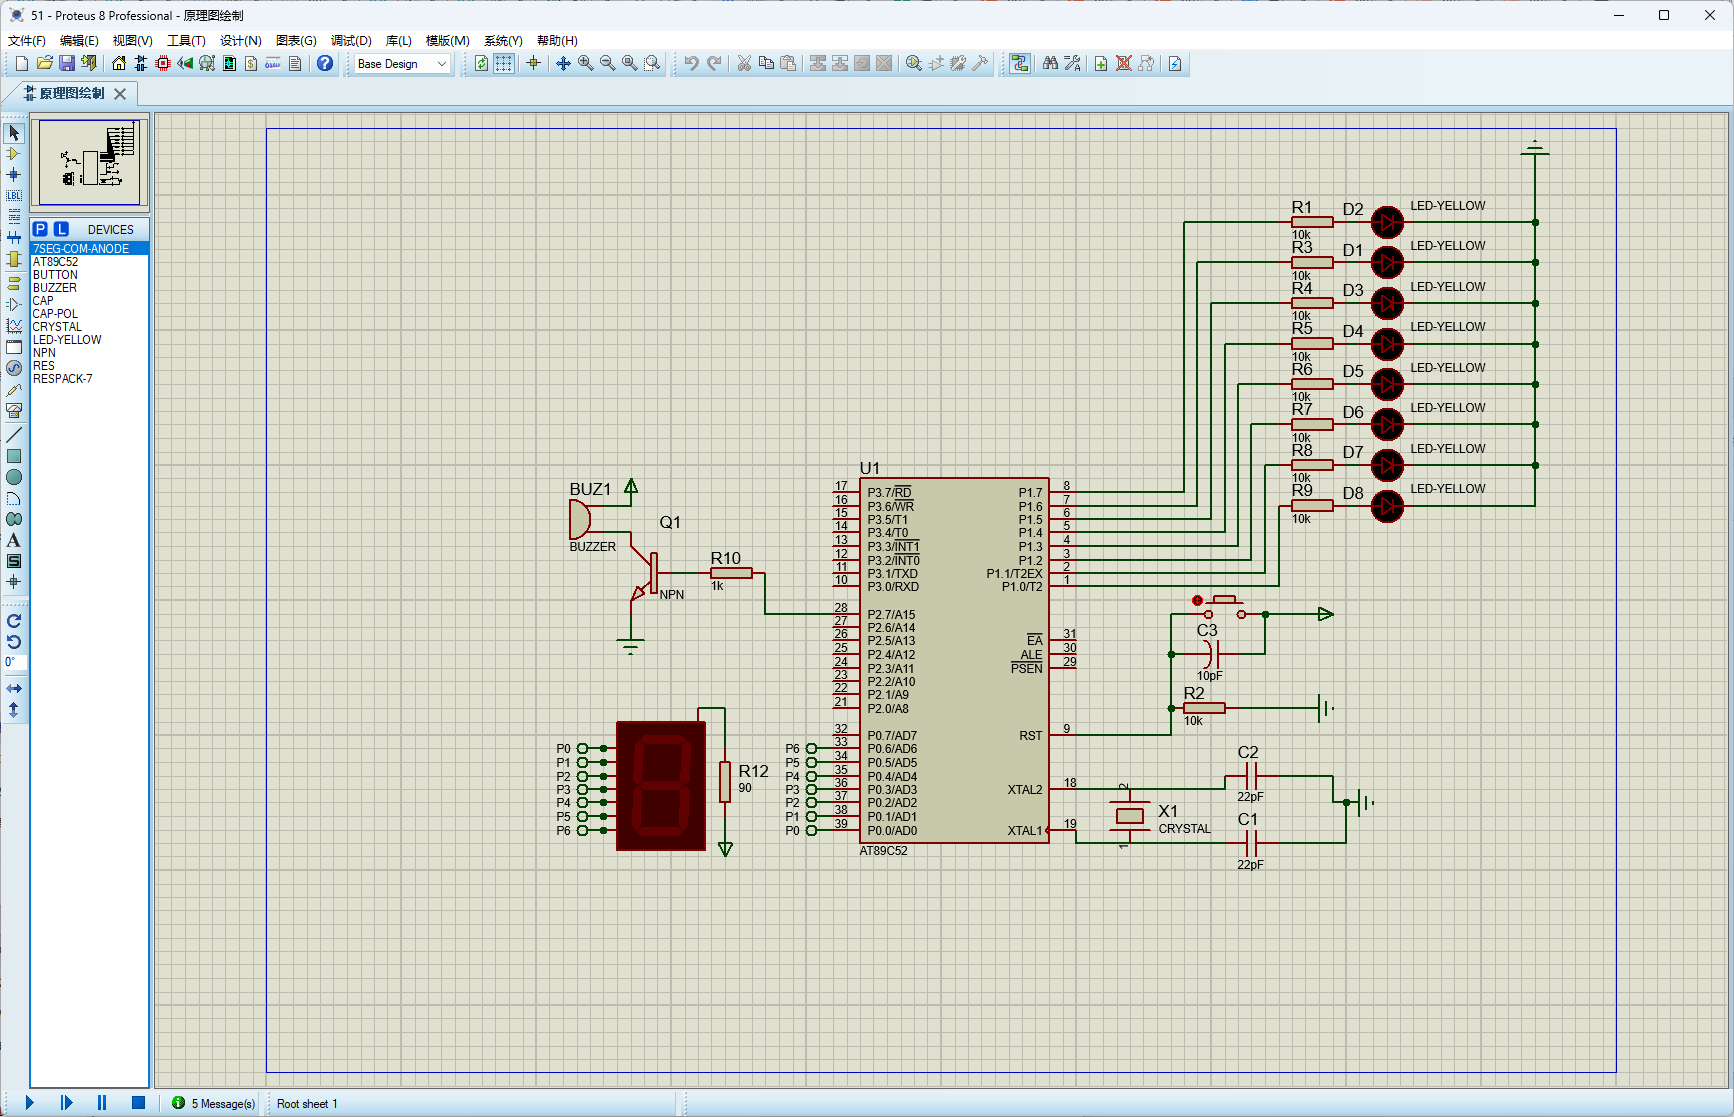 51 - Proteus 8 Professional - 原理图绘制
文件(F) 编辑(E) 视图(V) 工具(T) 设计(N) 图表(G) 调试(D) 库(L) 模版(M) 系统(Y) 帮助(H)
Base Design
原理图绘制
P L DEVICES
7SEG-COM-ANODE
AT89C52
BUTTON
BUZZER
CAP
CAP-POL
CRYSTAL
LED-YELLOW
NPN
RES
RESPACK-7
LBL
A
0°
R1 D2 LED-YELLOW
10k
R3 D1 LED-YELLOW
10k
R4 D3 LED-YELLOW
10k
R5 D4 LED-YELLOW
10k
R6 D5 LED-YELLOW
10k
R7 D6 LED-YELLOW
10k
R8 D7 LED-YELLOW
10k
R9 D8 LED-YELLOW
10k
BUZ1
BUZZER
Q1
NPN
R10
1k
U1
17 P3.7/RD P1.7 8
16 P3.6/WR P1.6 7
15 P3.5/T1 P1.5 6
14 P3.4/T0 P1.4 5
13 P3.3/INT1 P1.3 4
12 P3.2/INT0 P1.2 3
11 P3.1/TXD P1.1/T2EX 2
10 P3.0/RXD P1.0/T2 1
28 P2.7/A15
27 P2.6/A14
26 P2.5/A13 EA 31
25 P2.4/A12 ALE 30
24 P2.3/A11 PSEN 29
23 P2.2/A10
22 P2.1/A9
21 P2.0/A8
32 P0.7/AD7 RST 9
P6 33 P0.6/AD6
P5 34 P0.5/AD5
P4 35 P0.4/AD4
P3 36 P0.3/AD3 XTAL2 18
P2 37 P0.2/AD2
P1 38 P0.1/AD1
P0 39 P0.0/AD0 XTAL1 19
AT89C52
C3
10pF
R2
10k
C2
22pF
C1
22pF
2
X1
CRYSTAL
1
P0
P1
P2
P3
P4
P5
P6
R12
90
5 Message(s) Root sheet 1